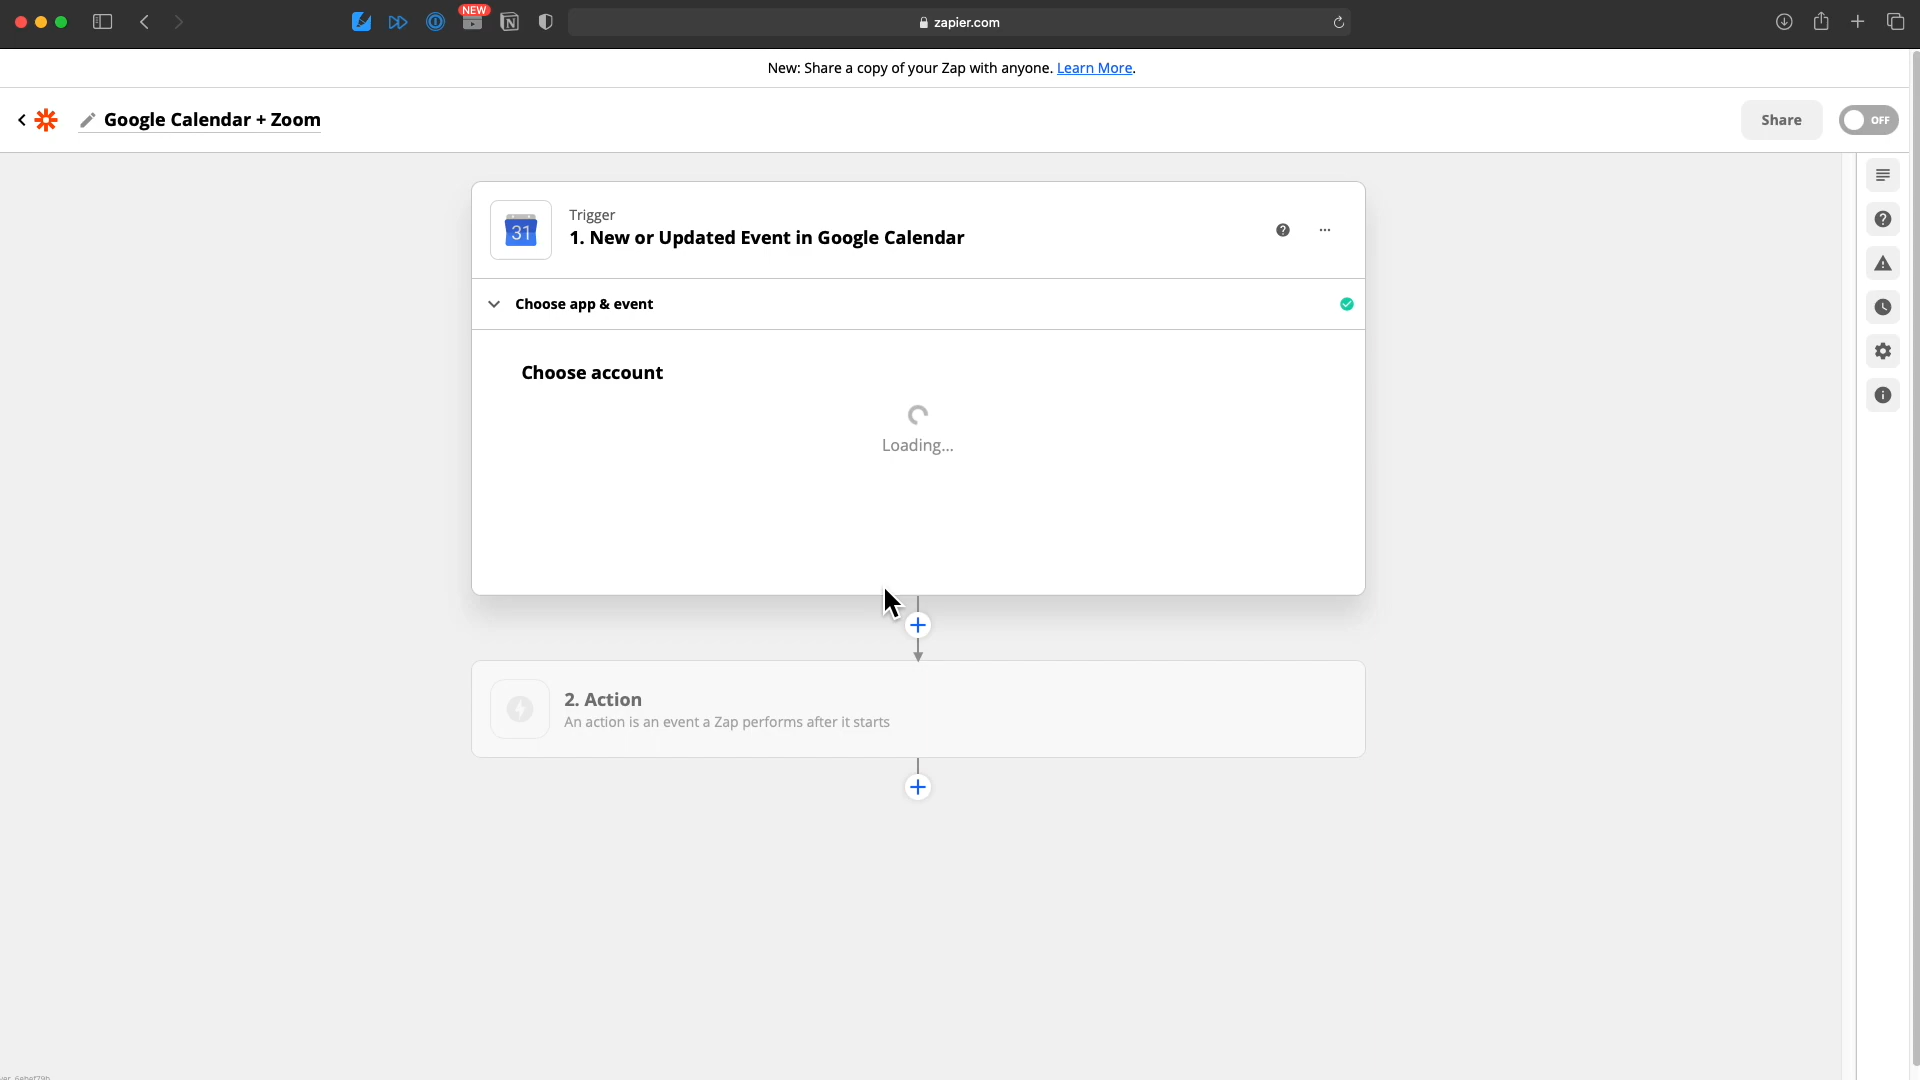 NEW
zapier.com
New: Share a copy of your Zap with anyone. Learn More.
Google Calendar + Zoom
Share
OFF
Trigger
31
1. New or Updated Event in Google Calendar
Choose app & event
Choose account
Loading...
2. Action
An action is an event a Zap performs after it starts